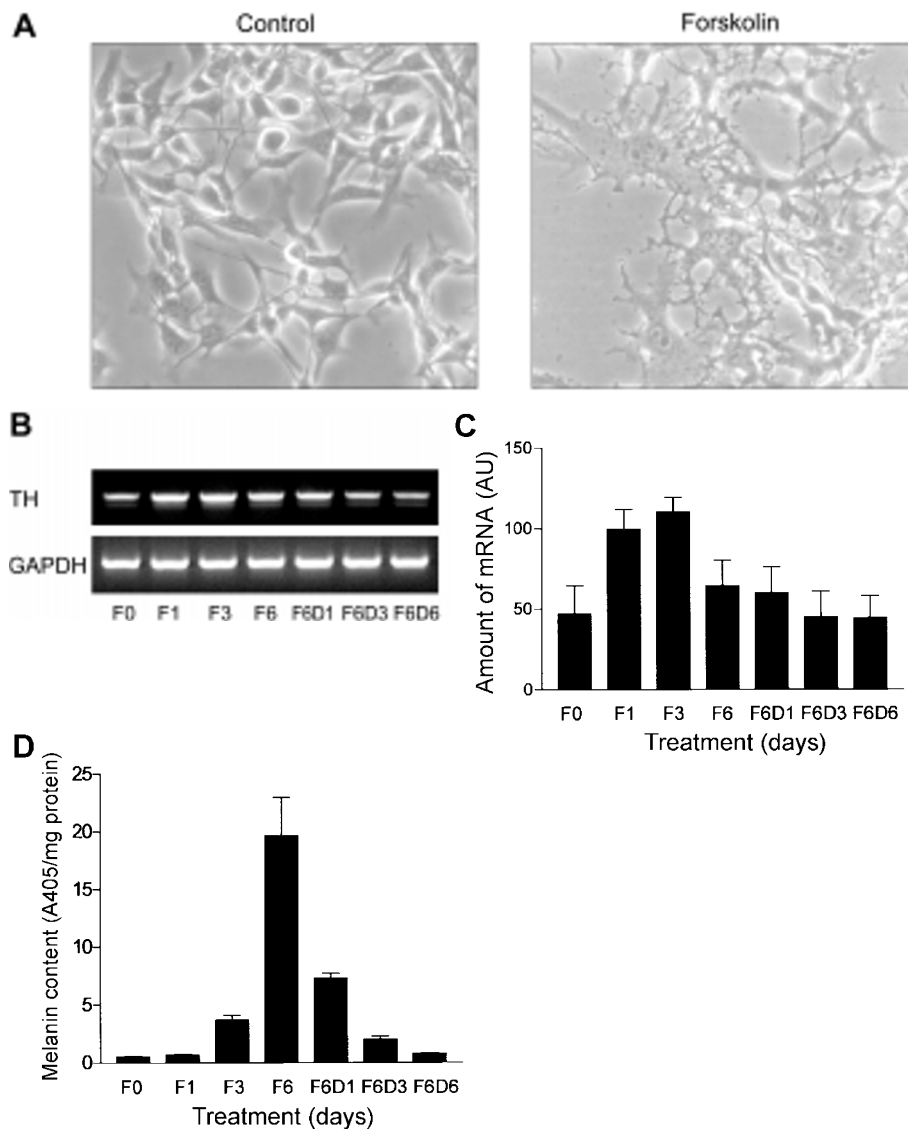 A
Control
Forskolin
B
TH
GAPDH
F0 F1 F3 F6 F6D1 F6D3 F6D6
C
Amount of mRNA (AU)
150
100
50
0
F0 F1 F3 F6 F6D1 F6D3 F6D6
Treatment (days)
D
Melanin content (A405/mg protein)
25
20
15
10
5
0
F0 F1 F3 F6 F6D1 F6D3 F6D6
Treatment (days)